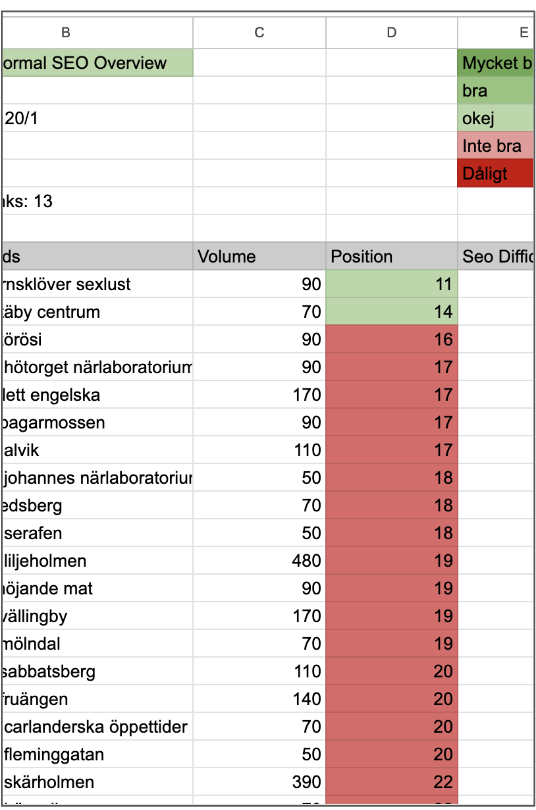 B C D E
ormal SEO Overview Mycket b
bra
20/1 okej
Inte bra
Dåligt
ks: 13
ds Volume Position Seo Diffic
rnsklöver sexlust 90 11
äby centrum 70 14
örösi 90 16
hötorget närlaboratorium 90 17
lett engelska 170 17
bagarmossen 90 17
alvik 110 17
johannes närlaboratoriur 50 18
edsberg 70 18
serafen 50 18
liljeholmen 480 19
höjande mat 90 19
vällingby 170 19
mölndal 70 19
sabbatsberg 110 20
fruängen 140 20
carlanderska öppettider 70 20
fleminggatan 50 20
skärholmen 390 22